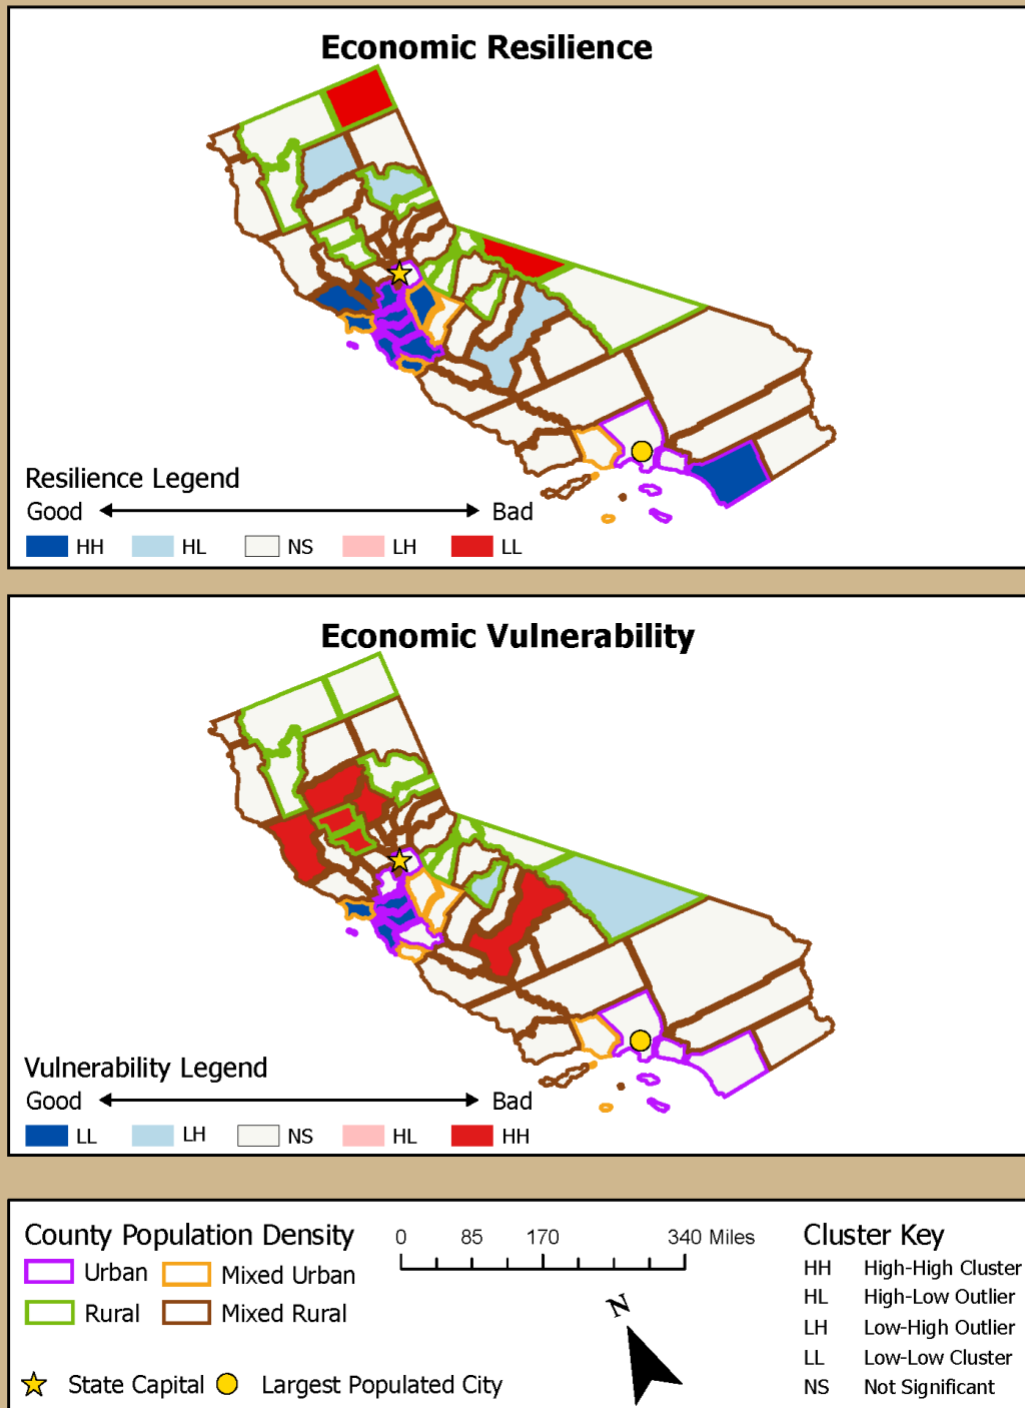 Economic Resilience
Resilience Legend
Good Bad
HH HL NS LH LL
Economic Vulnerability
Vulnerability Legend
Good Bad
LL LH NS HL HH
County Population Density
Urban Mixed Urban
Rural Mixed Rural
State Capital Largest Populated City
0 85 170 340 Miles
N
Cluster Key
HH High-High Cluster
HL High-Low Outlier
LH Low-High Outlier
LL Low-Low Cluster
NS Not Significant